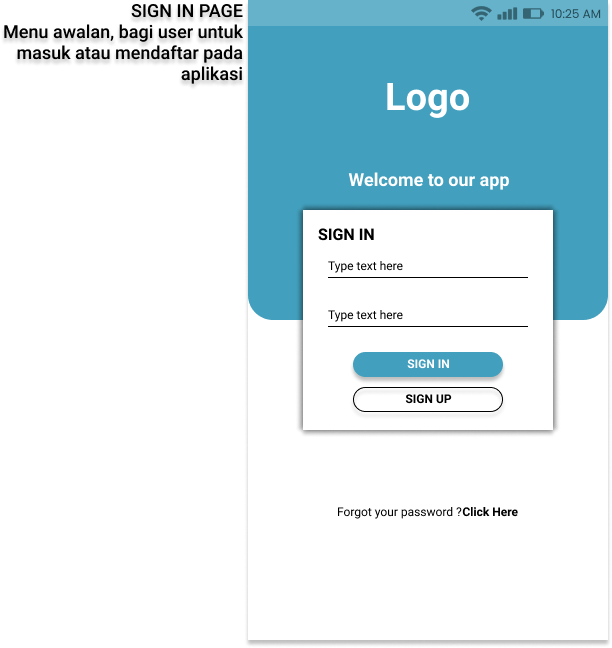 SIGN IN PAGE
Menu awalan, bagi user untuk
masuk atau mendaftar pada
aplikasi
10:25 AM
Logo
Welcome to our app
SIGN IN
Type text here
Type text here
SIGN IN
SIGN UP
Forgot your password ?Click Here